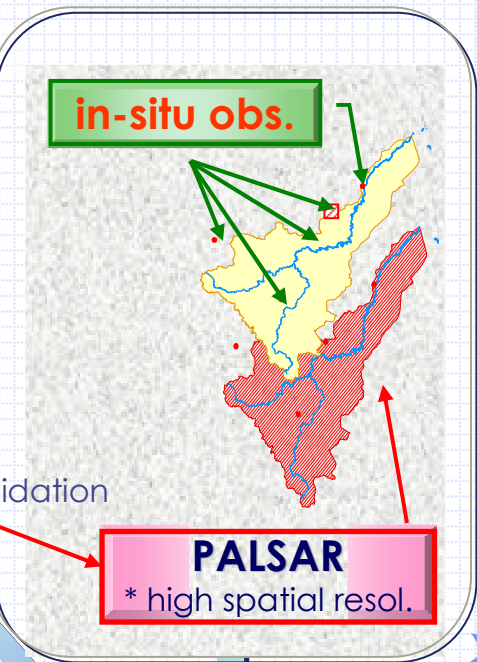 in-situ obs.
idation
PALSAR
* high spatial resol.